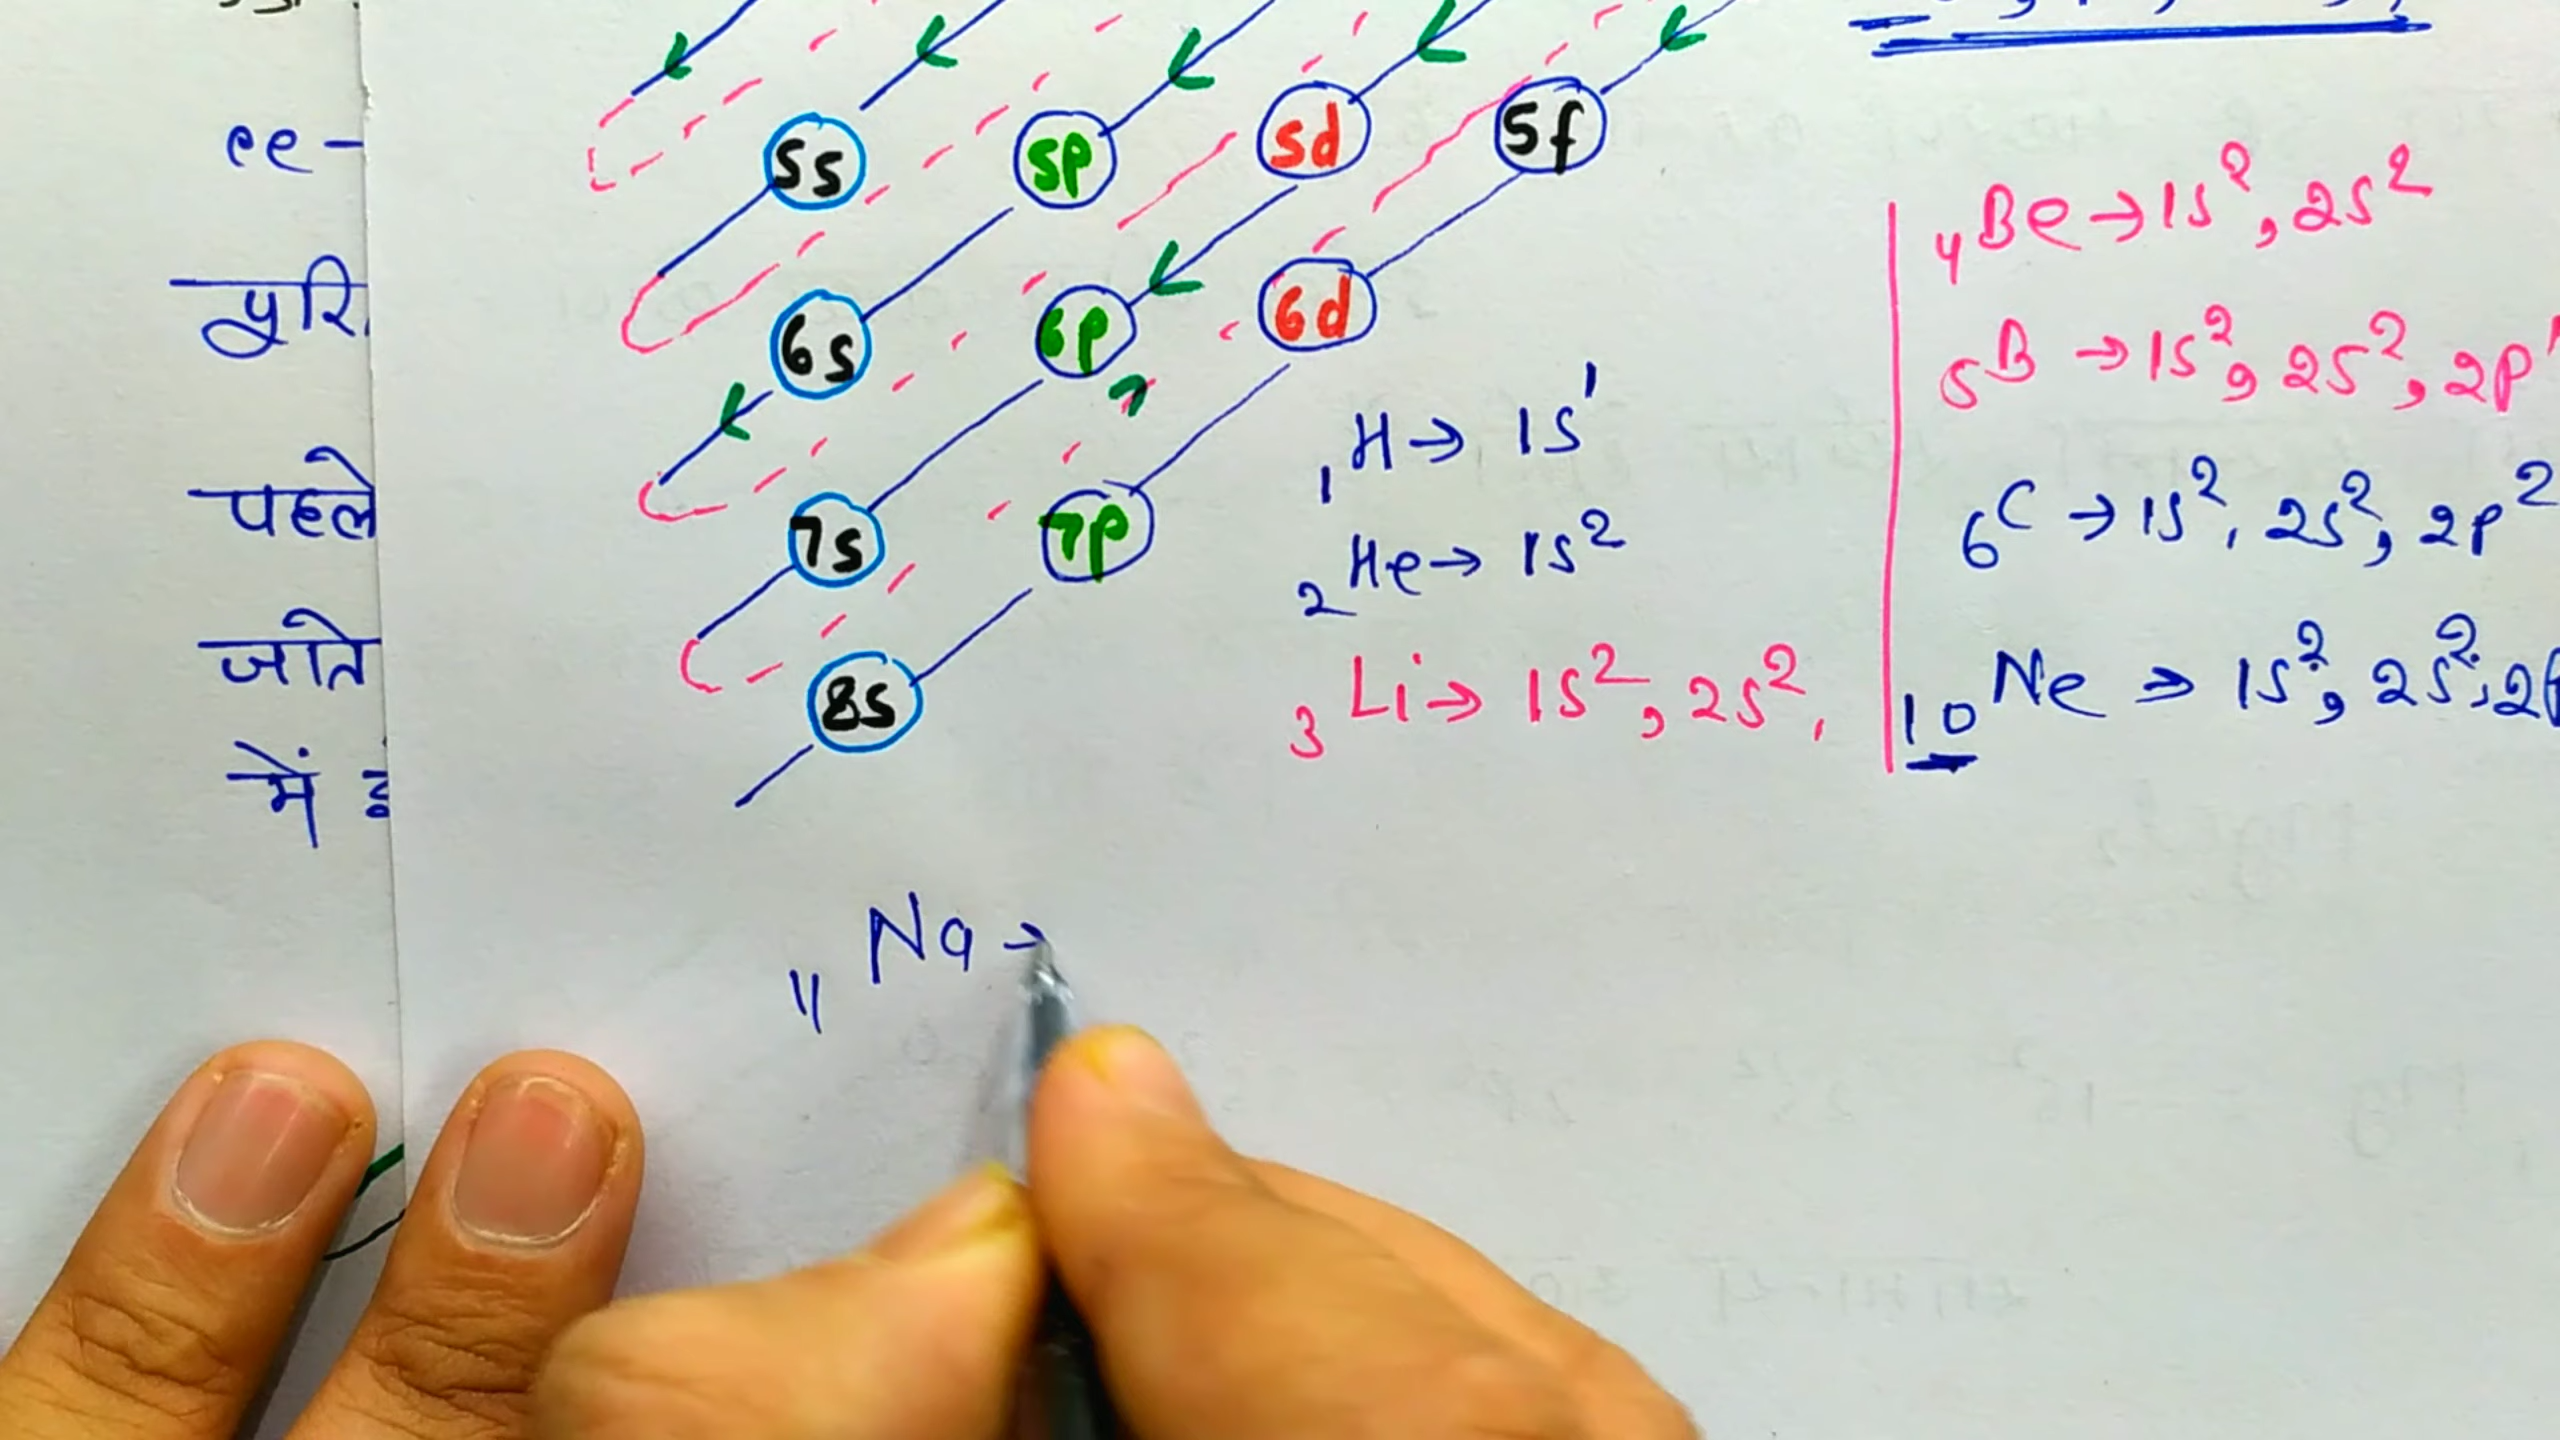 ee-
पूरि
पहले
जाते
में
5s 5p 5d 5f
6s 6p 6d
7s 7p
8s
₁H → 1s¹
₂He → 1s²
₃Li → 1s², 2s²,
₄Be → 1s², 2s²
₅B → 1s², 2s², 2p¹
₆C → 1s², 2s², 2p²
₁₀Ne → 1s², 2s², 2p
₁₁Na →